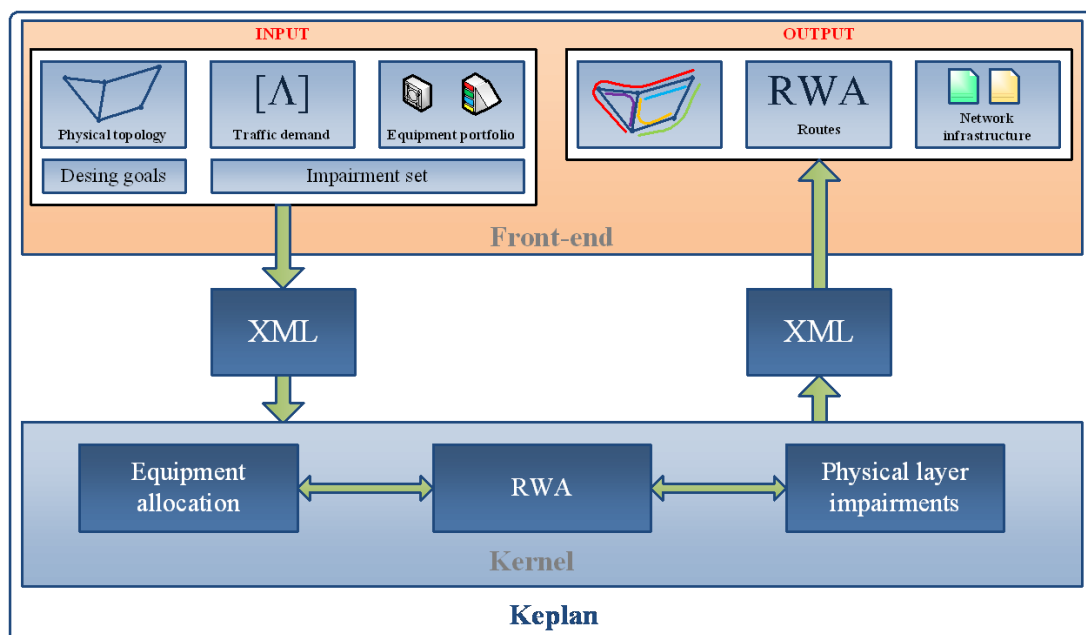 INPUT
OUTPUT
Physical topology
[Λ]
Traffic demand
Equipment portfolio
Desing goals
Impairment set
RWA
Routes
Network
infrastructure
Front-end
XML
XML
Equipment
allocation
RWA
Physical layer
impairments
Kernel
Keplan